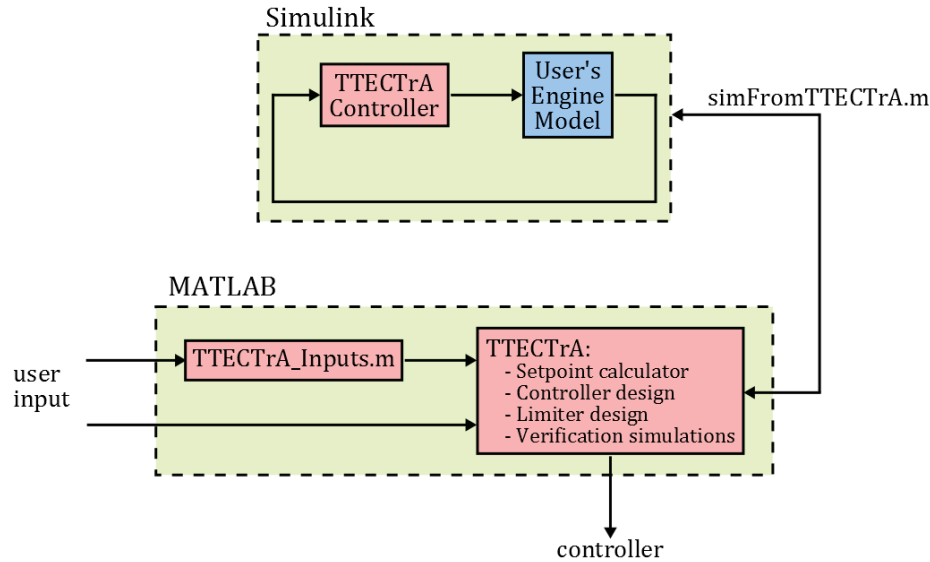 Simulink
TTECTrA
Controller
User's
Engine
Model
simFromTTECTrA.m
MATLAB
user
input
TTECTrA_Inputs.m
TTECTrA:
- Setpoint calculator
- Controller design
- Limiter design
- Verification simulations
controller